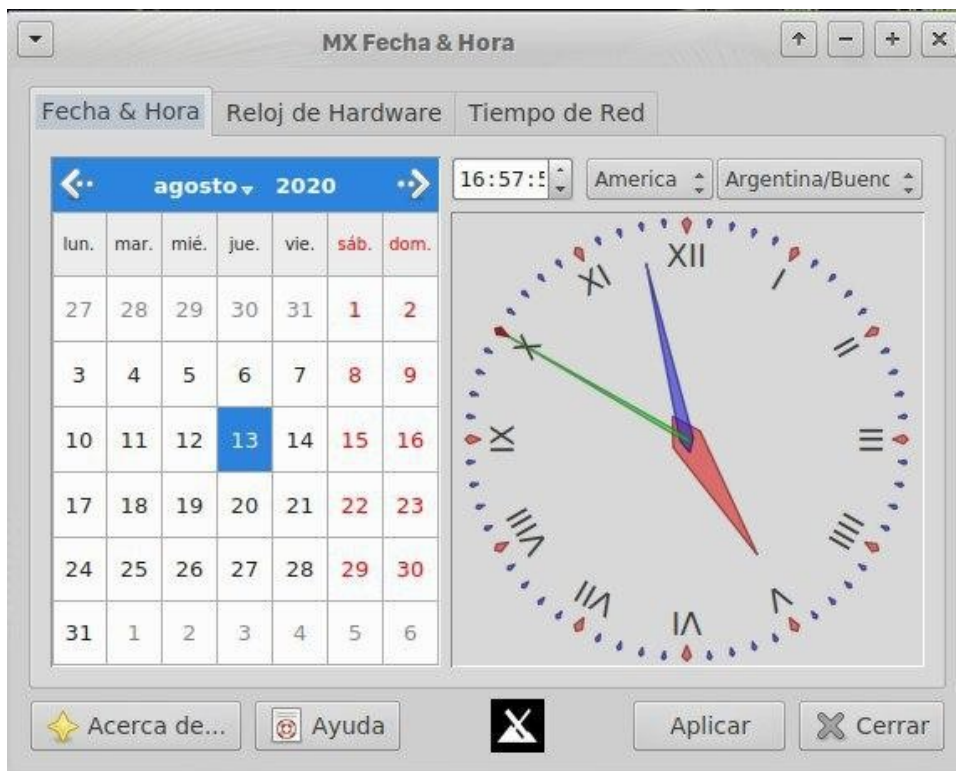 MX Fecha & Hora
Fecha & Hora Reloj de Hardware Tiempo de Red
agosto 2020
16:57:5 America Argentina/Buenc
lun. mar. mié. jue. vie. sáb. dom.
27 28 29 30 31 1 2
3 4 5 6 7 8 9
10 11 12 13 14 15 16
17 18 19 20 21 22 23
24 25 26 27 28 29 30
31 1 2 3 4 5 6
XII
I
II
III
IIII
V
VI
VII
VIII
IX
X
XI
Acerca de... Ayuda Aplicar Cerrar